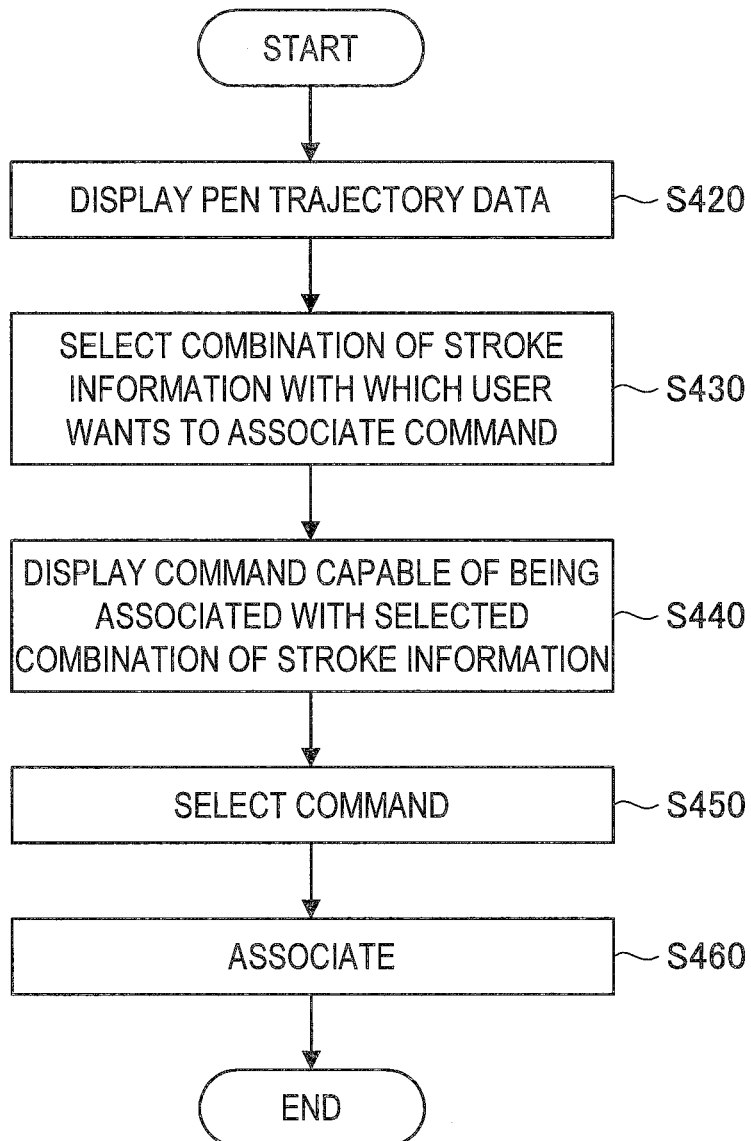 START
DISPLAY PEN TRAJECTORY DATA
S420
SELECT COMBINATION OF STROKE
INFORMATION WITH WHICH USER
WANTS TO ASSOCIATE COMMAND
S430
DISPLAY COMMAND CAPABLE OF BEING
ASSOCIATED WITH SELECTED
COMBINATION OF STROKE INFORMATION
S440
SELECT COMMAND
S450
ASSOCIATE
S460
END